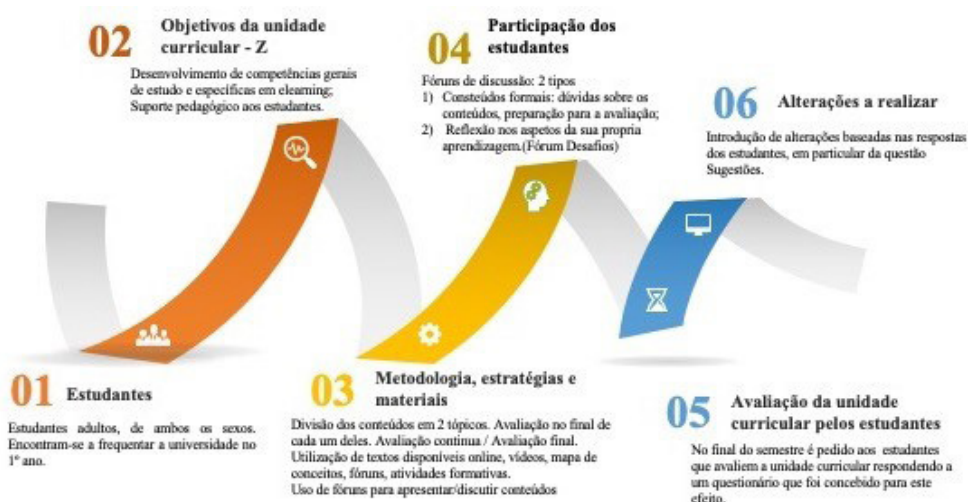 01 Estudantes
Estudantes adultos, de ambos os sexos.
Encontram-se a frequentar a universidade no
1º ano.
02 Objetivos da unidade
curricular - Z
Desenvolvimento de competências gerais
de estudo e específicas em elearning;
Suporte pedagógico aos estudantes.
03 Metodologia, estratégias e
materiais
Divisão dos conteúdos em 2 tópicos. Avaliação no final de
cada um deles. Avaliação continua / Avaliação final.
Utilização de textos disponíveis online, vídeos, mapa de
conceitos, fóruns, atividades formativas.
Uso de fóruns para apresentar/discutir conteúdos
04 Participação dos
estudantes
Fóruns de discussão: 2 tipos
1) Consteúdos formais: dúvidas sobre os
conteúdos, preparação para a avaliação;
2) Reflexão nos aspetos da sua propria
aprendizagem.(Fórum Desafios)
05 Avaliação da unidade
curricular pelos estudantes
No final do semestre é pedido aos estudantes
que avaliem a unidade curricular respondendo a
um questionário que foi concebido para este
efeito.
06 Alterações a realizar
Introdução de alterações baseadas nas respostas
dos estudantes, em particular da questão
Sugestões.